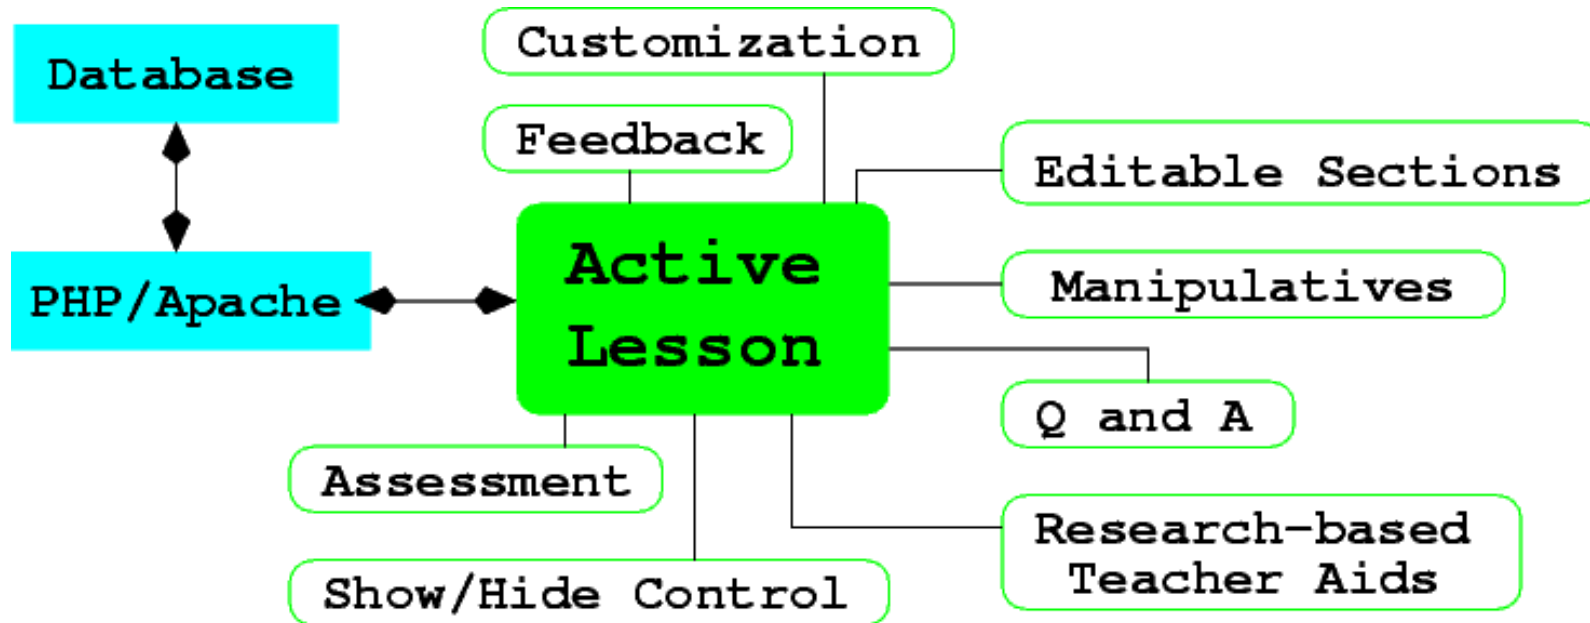 Customization
Database
Feedback
Editable Sections
Active
Lesson
Manipulatives
PHP/Apache
Q and A
Assessment
Research-based
Teacher Aids
Show/Hide Control